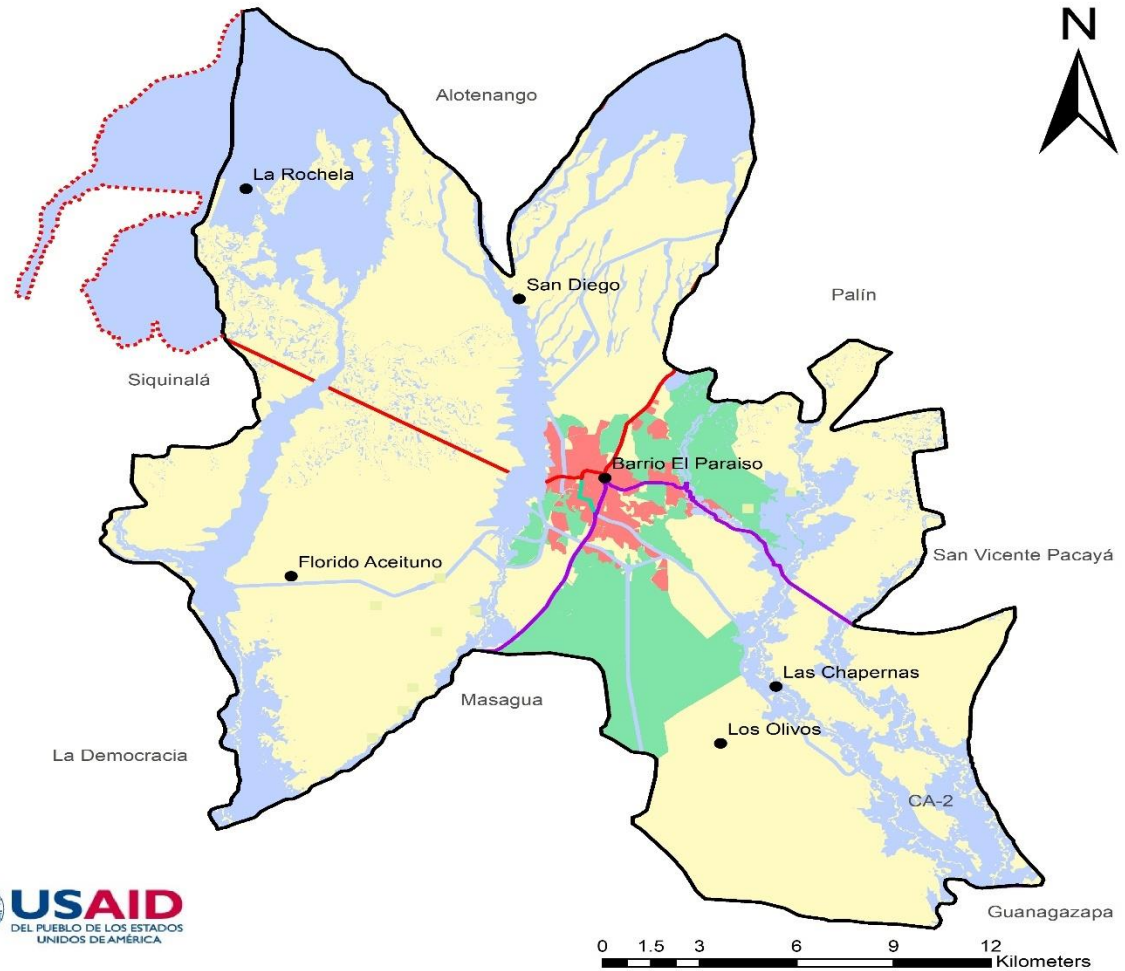 N
Alotenango
La Rochela
San Diego
Palín
Siquinalá
Barrio El Paraiso
San Vicente Pacayá
Florido Aceituno
Las Chapernas
Masagua
Los Olivos
La Democracia
CA-2
USAID
DEL PUEBLO DE LOS ESTADOS
UNIDOS DE AMÉRICA
Guanagazapa
0 1.5 3 6 9 12
Kilometers